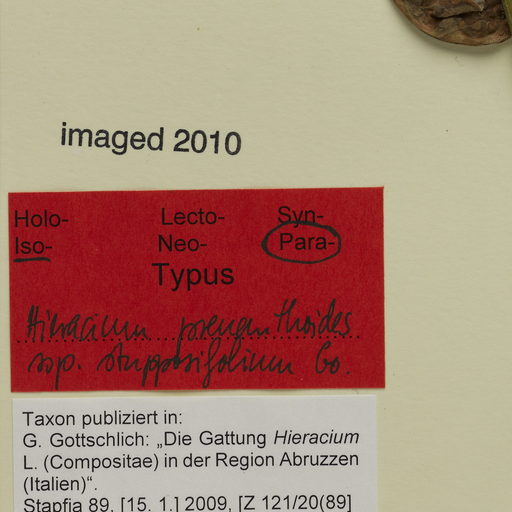 imaged 2010
Holo- Lecto- Syn-
Iso- Neo- Para-
Typus
Hieracium prenanthoides
ssp. stupposifolium Go.
Taxon publiziert in:
G. Gottschlich: „Die Gattung Hieracium
L. (Compositae) in der Region Abruzzen
(Italien)“.
Stapfia 89, [15. 1.] 2009, [Z 121/20(89]